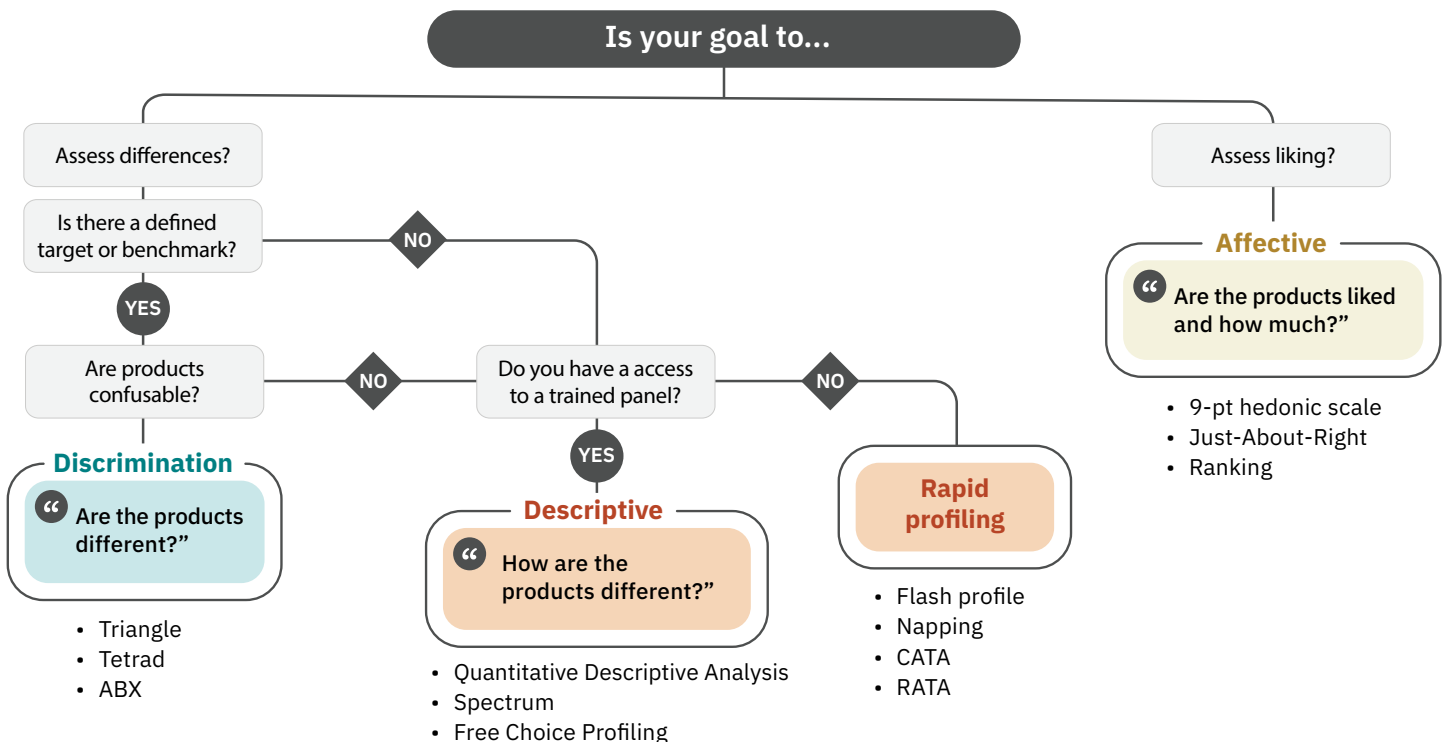 Is your goal to...
Assess differences?
Assess liking?
Is there a defined
target or benchmark?
NO
Affective
“ Are the products liked
and how much?”
YES
Are products
confusable?
NO
Do you have a access
to a trained panel?
NO
• 9-pt hedonic scale
• Just-About-Right
• Ranking
Discrimination
“ Are the products
different?”
YES
Descriptive
“ How are the
products different?”
Rapid
profiling
• Triangle
• Tetrad
• ABX
• Quantitative Descriptive Analysis
• Spectrum
• Free Choice Profiling
• Flash profile
• Napping
• CATA
• RATA